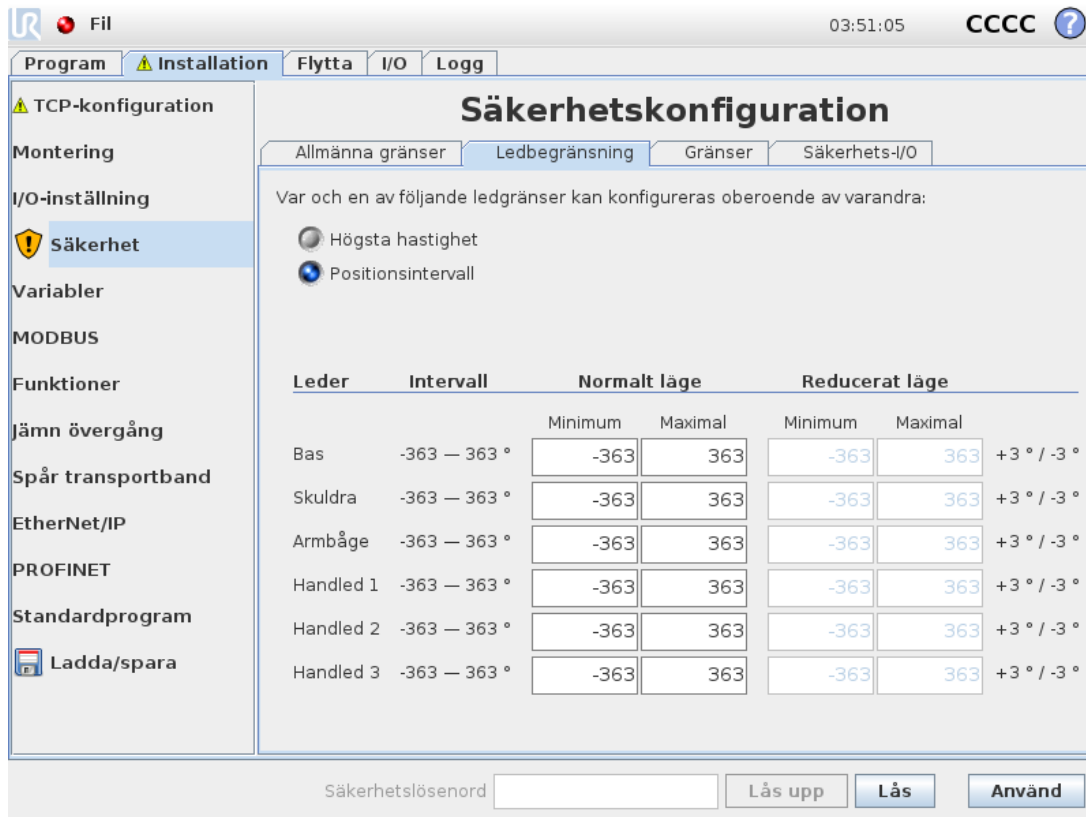 UR Fil 03:51:05 CCCC ?
Program Installation Flytta I/O Logg
TCP-konfiguration
Montering
I/O-inställning
Säkerhet
Variabler
MODBUS
Funktioner
Jämn övergång
Spår transportband
EtherNet/IP
PROFINET
Standardprogram
Ladda/spara
Säkerhetskonfiguration
Allmänna gränser Ledbegränsning Gränser Säkerhets-I/O
Var och en av följande ledgränser kan konfigureras oberoende av varandra:
Högsta hastighet
Positionsintervall
Leder Intervall Normalt läge Reducerat läge
Minimum Maximal Minimum Maximal
Bas -363 — 363 ° -363 363 -363 363 +3 ° / -3 °
Skuldra -363 — 363 ° -363 363 -363 363 +3 ° / -3 °
Armbåge -363 — 363 ° -363 363 -363 363 +3 ° / -3 °
Handled 1 -363 — 363 ° -363 363 -363 363 +3 ° / -3 °
Handled 2 -363 — 363 ° -363 363 -363 363 +3 ° / -3 °
Handled 3 -363 — 363 ° -363 363 -363 363 +3 ° / -3 °
Säkerhetslösenord Lås upp Lås Använd